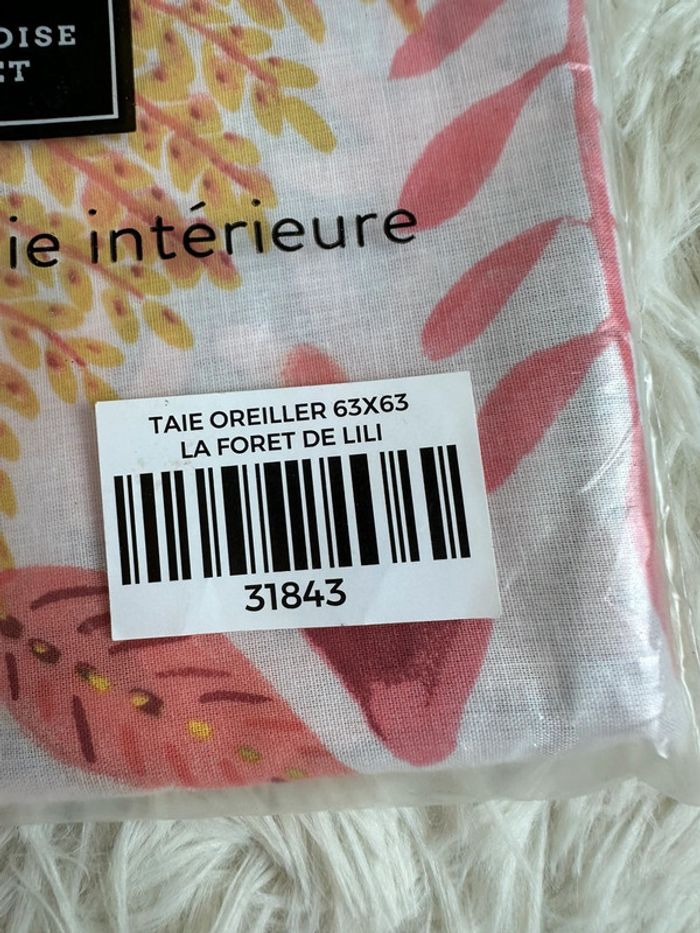 OISE
ET
ie intérieure
TAIE OREILLER 63X63
LA FORET DE LILI
31843